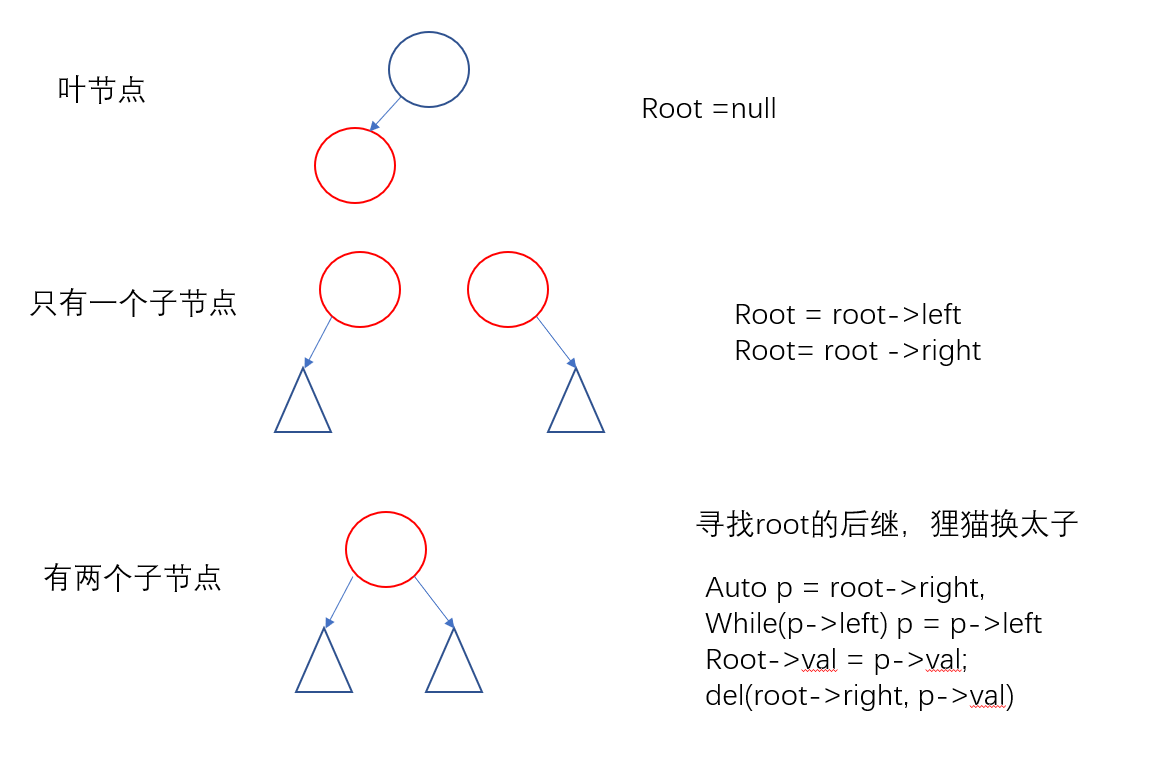 叶节点
Root =null
只有一个子节点
Root = root->left
Root= root ->right
寻找root的后继，狸猫换太子
有两个子节点
Auto p = root->right,
While(p->left) p = p->left
Root->val = p->val;
del(root->right, p->val)